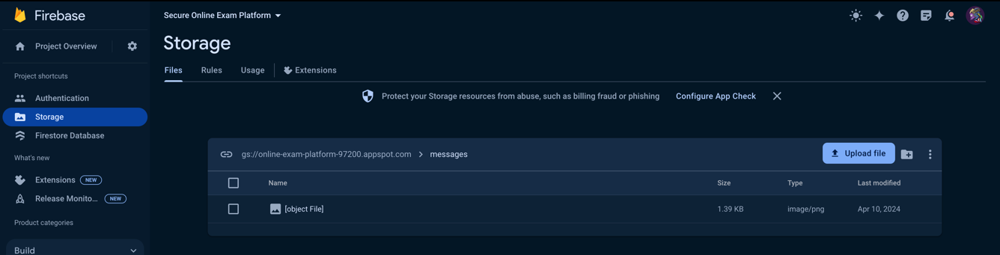 Firebase
Secure Online Exam Platform
Project Overview
Storage
Project shortcuts
Files Rules Usage Extensions
Authentication
Protect your Storage resources from abuse, such as billing fraud or phishing Configure App Check
Storage
Firestore Database
What's new
gs://online-exam-platform-97200.appspot.com > messages Upload file
Extensions NEW
Name Size Type Last modified
Release Monito... NEW
[object File] 1.39 KB image/png Apr 10, 2024
Product categories
Build